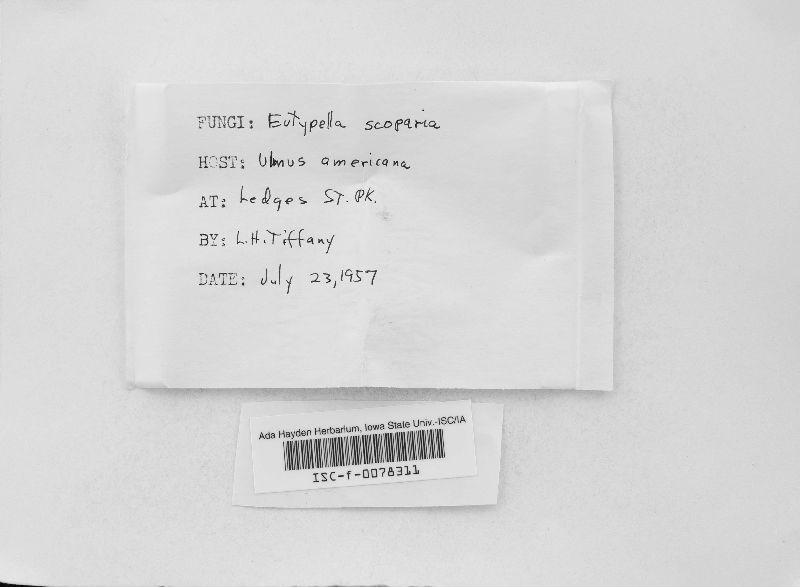 FUNGI: Eutypella scoparia
HOST: Ulmus americana
AT: Ledges ST. PK.
BY: L.H.Tiffany
DATE: July 23, 1957
Ada Hayden Herbarium, Iowa State Univ.-ISC/IA
ISC-f-0078311